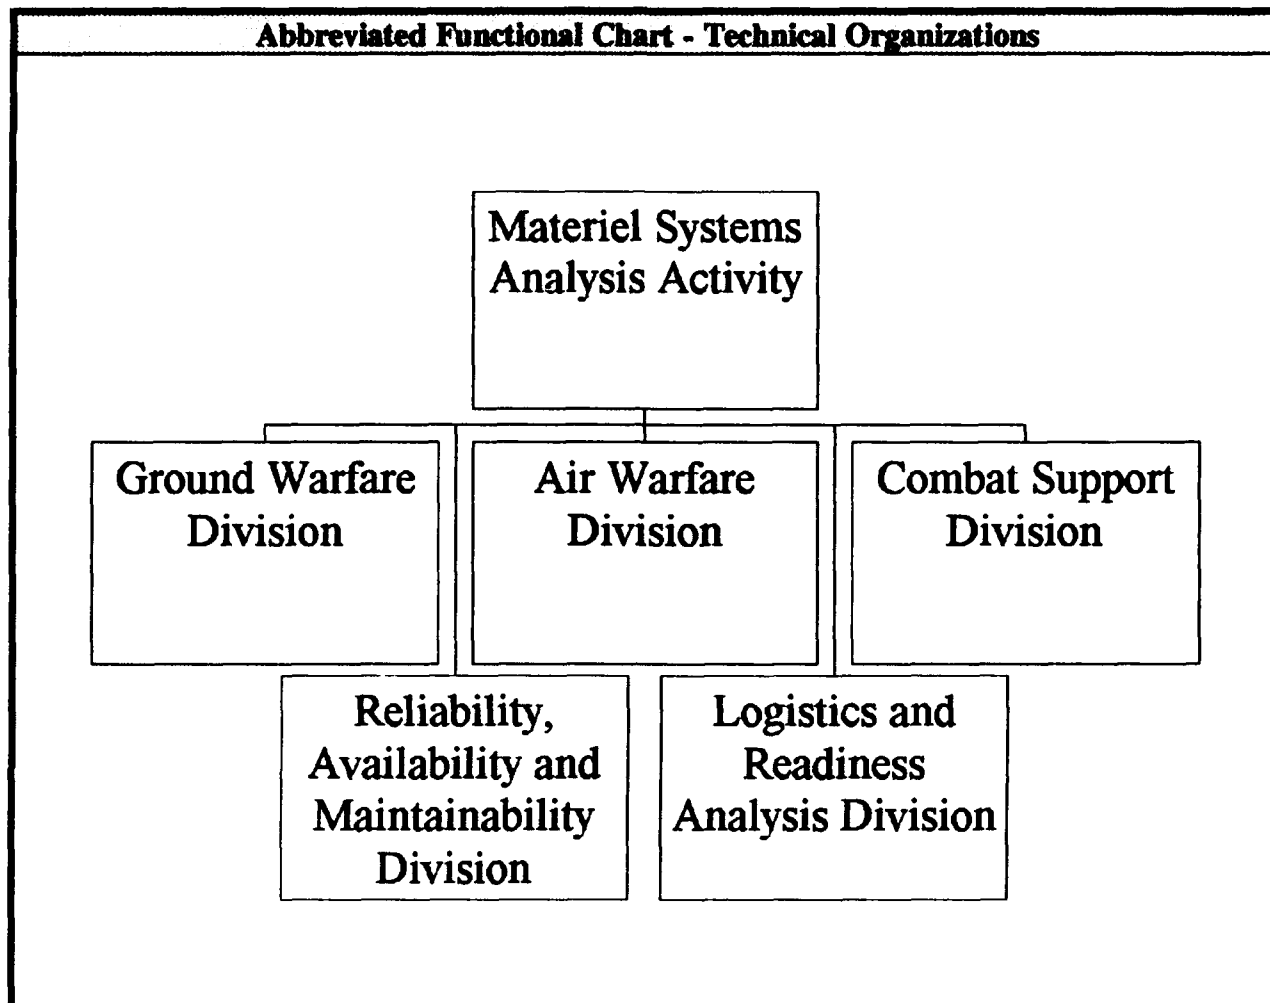 Abbreviated Functional Chart - Technical Organizations
Materiel Systems
Analysis Activity
Ground Warfare
Division
Air Warfare
Division
Combat Support
Division
Reliability,
Availability and
Maintainability
Division
Logistics and
Readiness
Analysis Division